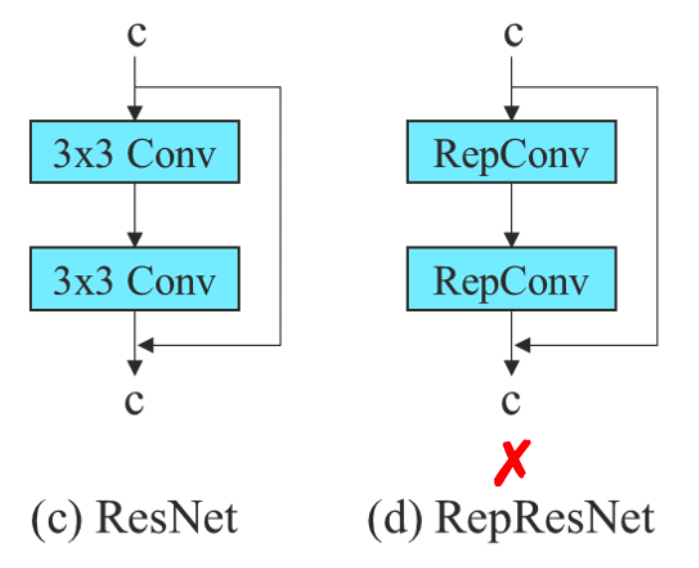 c c
3x3 Conv RepConv
3x3 Conv RepConv
c c
✗
(c) ResNet (d) RepResNet